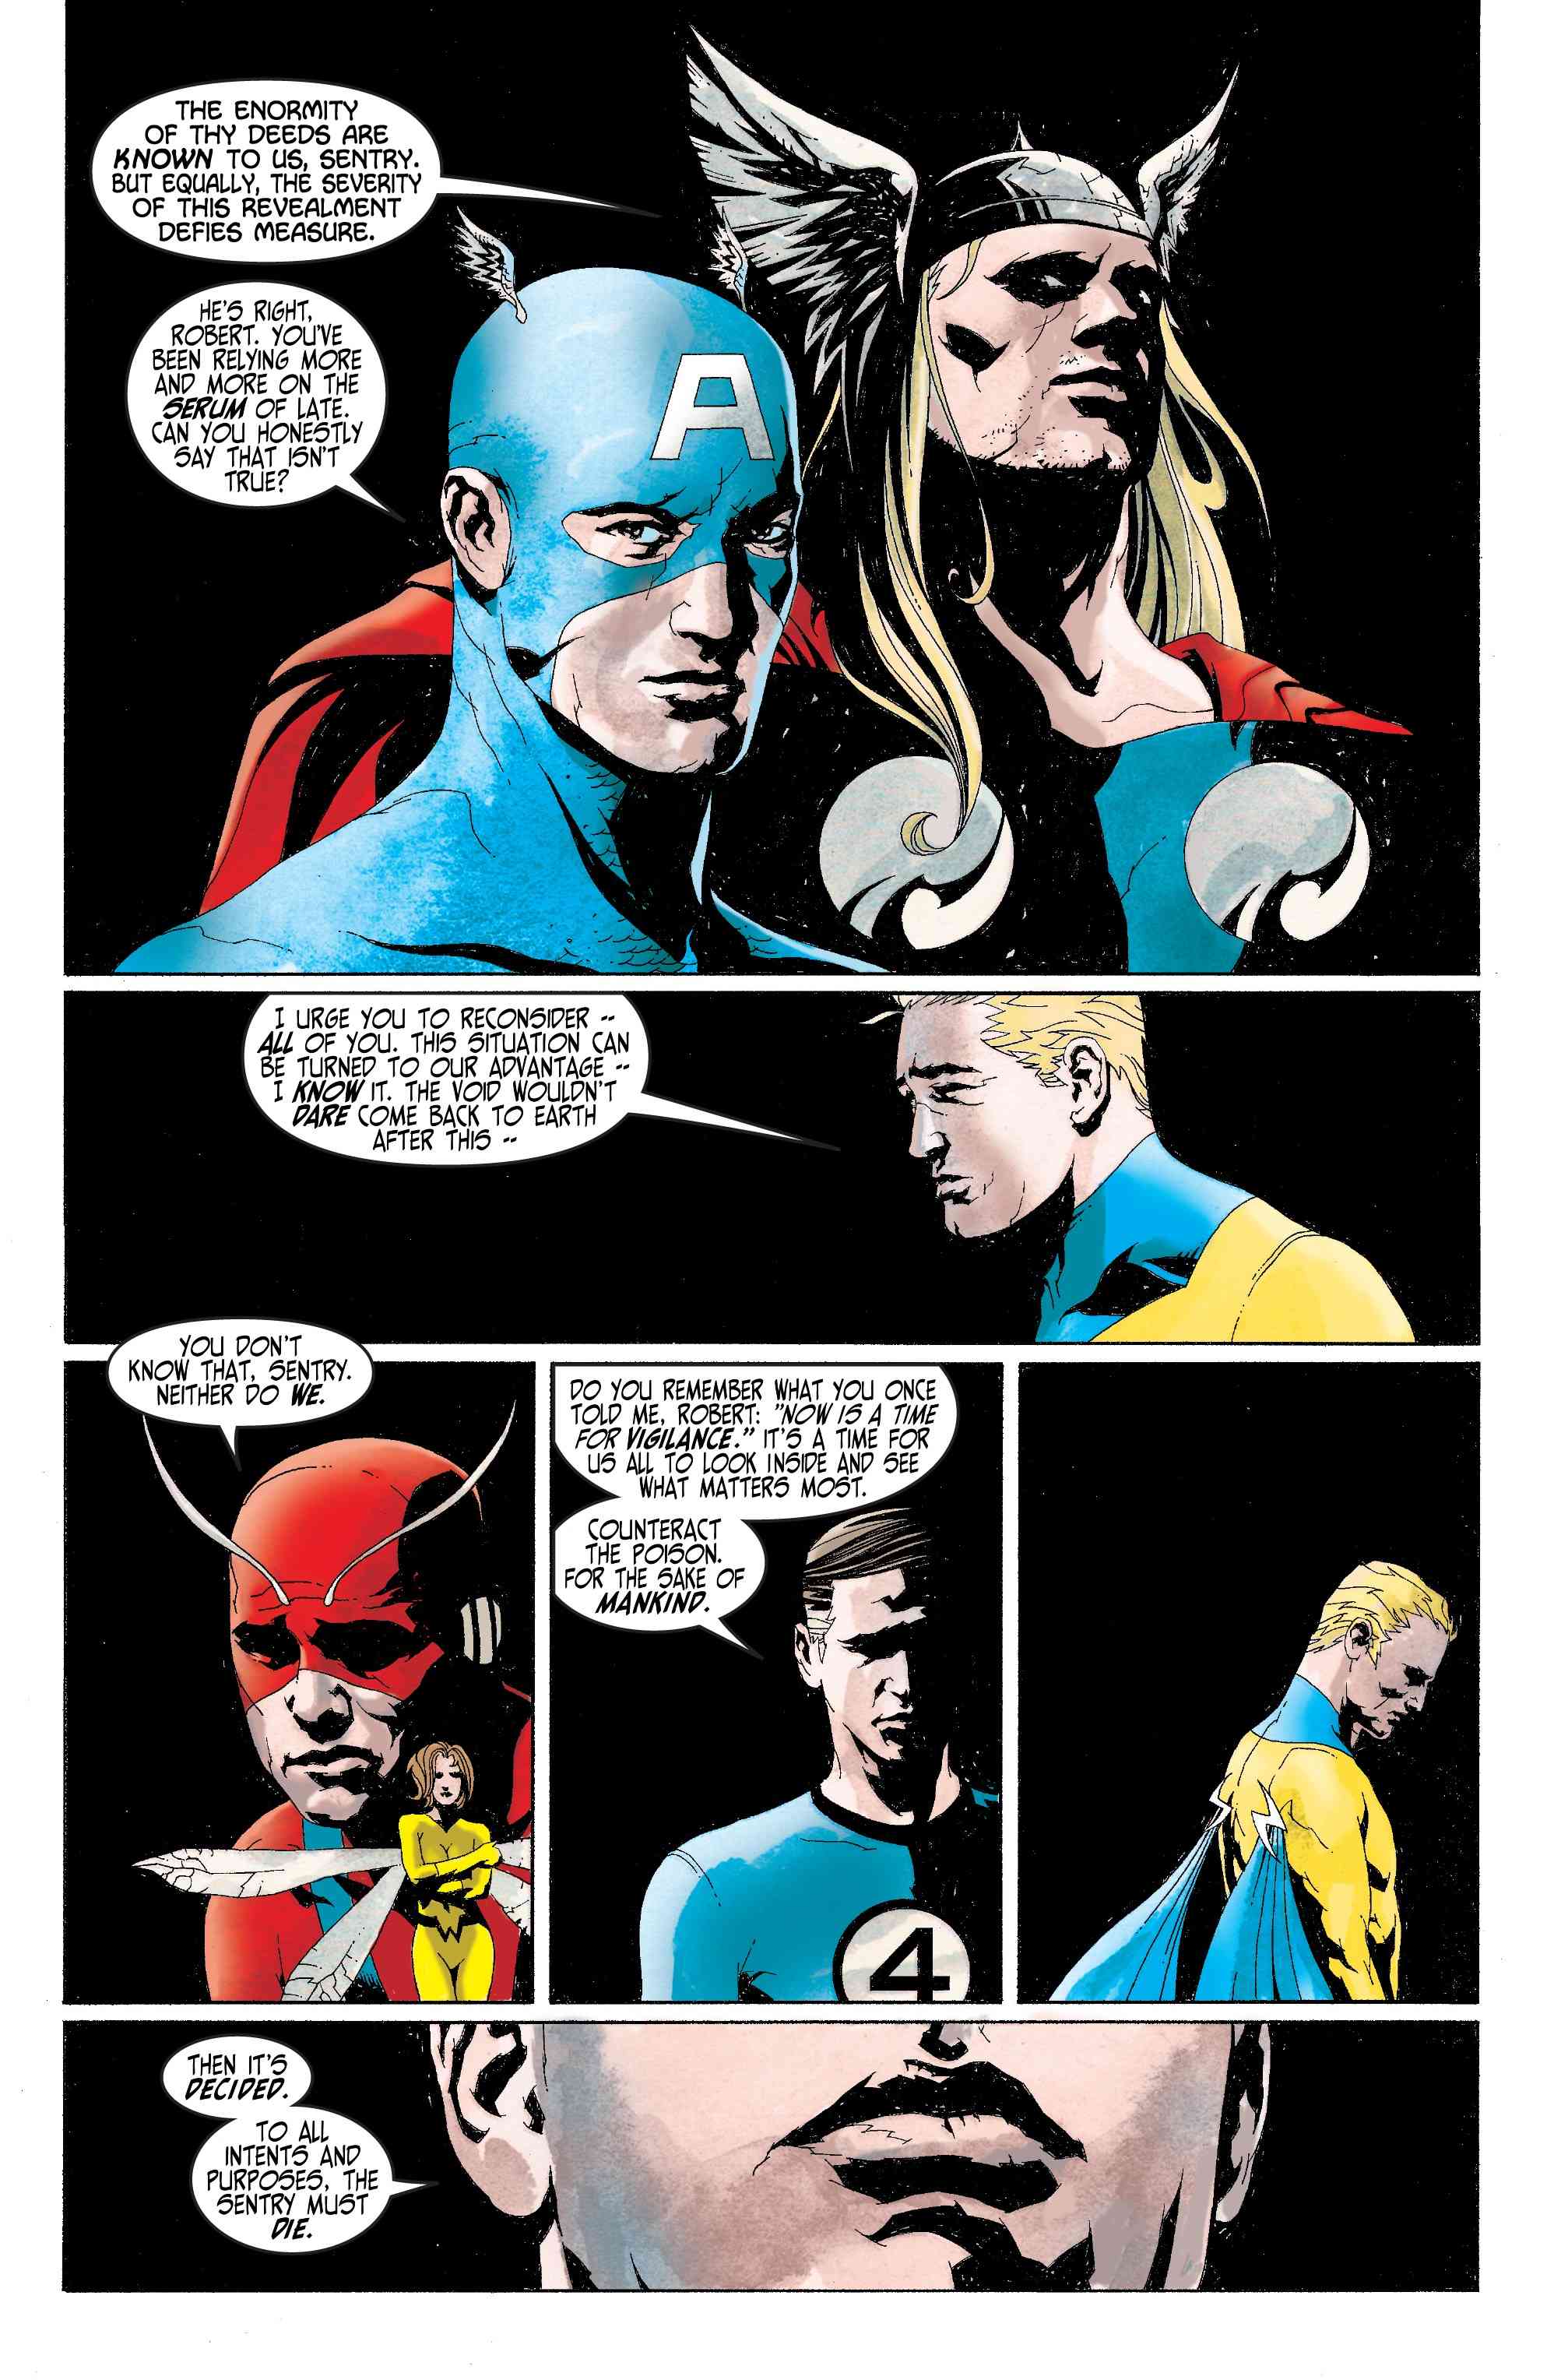 THE ENORMITY
OF THY DEEDS ARE
KNOWN TO US, SENTRY.
BUT EQUALLY, THE SEVERITY
OF THIS REVEALMENT
DEFIES MEASURE.
HE'S RIGHT,
ROBERT. YOU'VE
BEEN RELYING MORE
AND MORE ON THE
SERUM OF LATE.
CAN YOU HONESTLY
SAY THAT ISN'T
TRUE?
A
I URGE YOU TO RECONSIDER --
ALL OF YOU. THIS SITUATION CAN
BE TURNED TO OUR ADVANTAGE --
I KNOW IT. THE VOID WOULDN'T
DARE COME BACK TO EARTH
AFTER THIS --
YOU DON'T
KNOW THAT, SENTRY.
NEITHER DO WE.
DO YOU REMEMBER WHAT YOU ONCE
TOLD ME, ROBERT: "NOW IS A TIME
FOR VIGILANCE." IT'S A TIME FOR
US ALL TO LOOK INSIDE AND SEE
WHAT MATTERS MOST.
COUNTERACT
THE POISON.
FOR THE SAKE OF
MANKIND.
4
THEN IT'S
DECIDED.
TO ALL
INTENTS AND
PURPOSES, THE
SENTRY MUST
DIE.